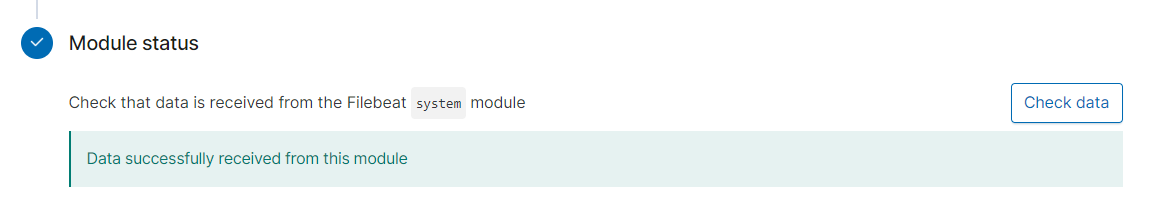 Module status
Check that data is received from the Filebeat system module
Check data
Data successfully received from this module